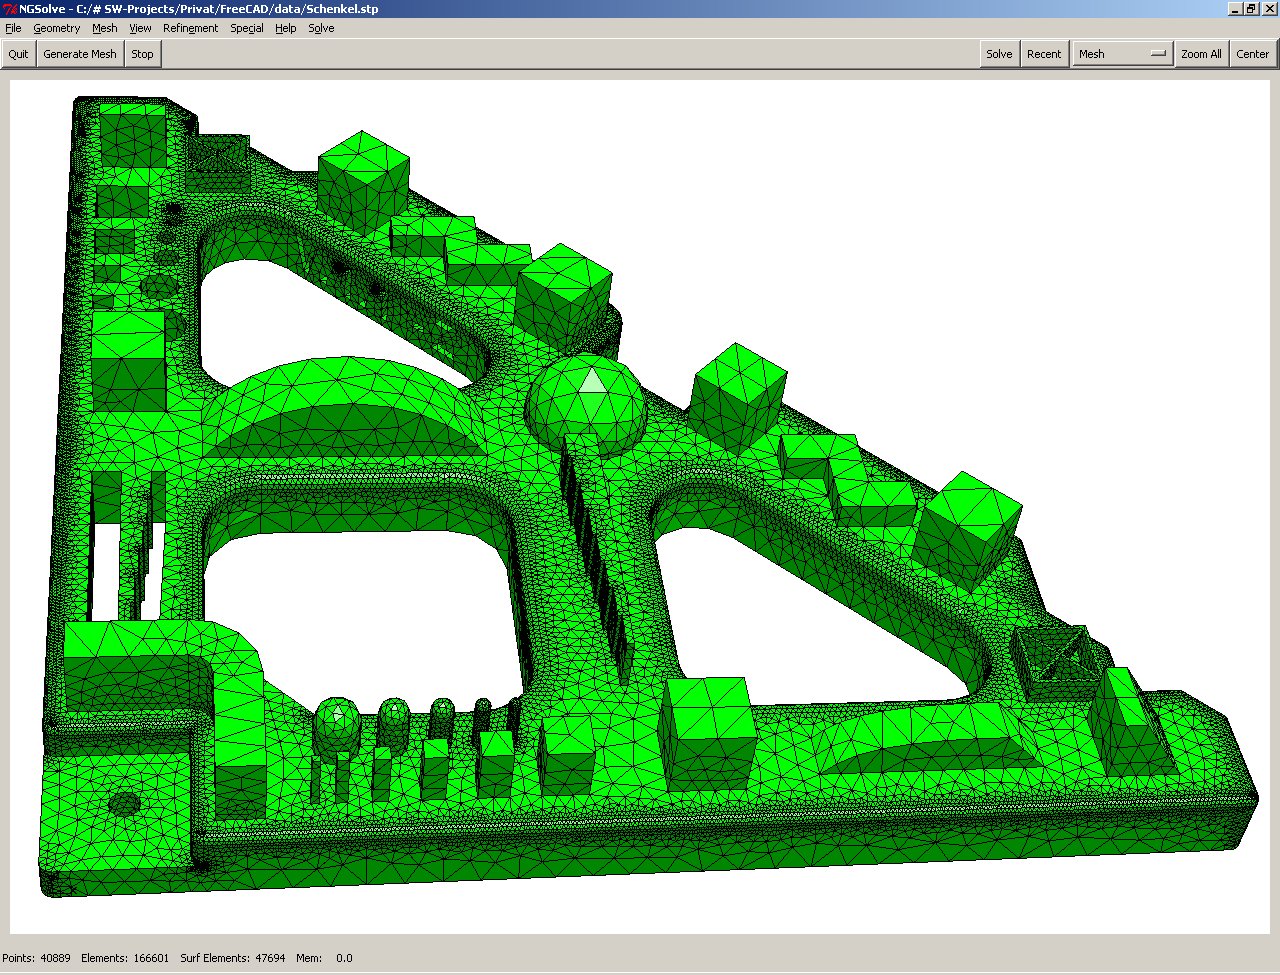 NGSolve - C:/# SW-Projects/Privat/FreeCAD/data/Schenkel.stp
File Geometry Mesh View Refinement Special Help Solve
Quit Generate Mesh Stop Solve Recent Mesh Zoom All Center
Points: 40889 Elements: 166601 Surf Elements: 47694 Mem: 0.0